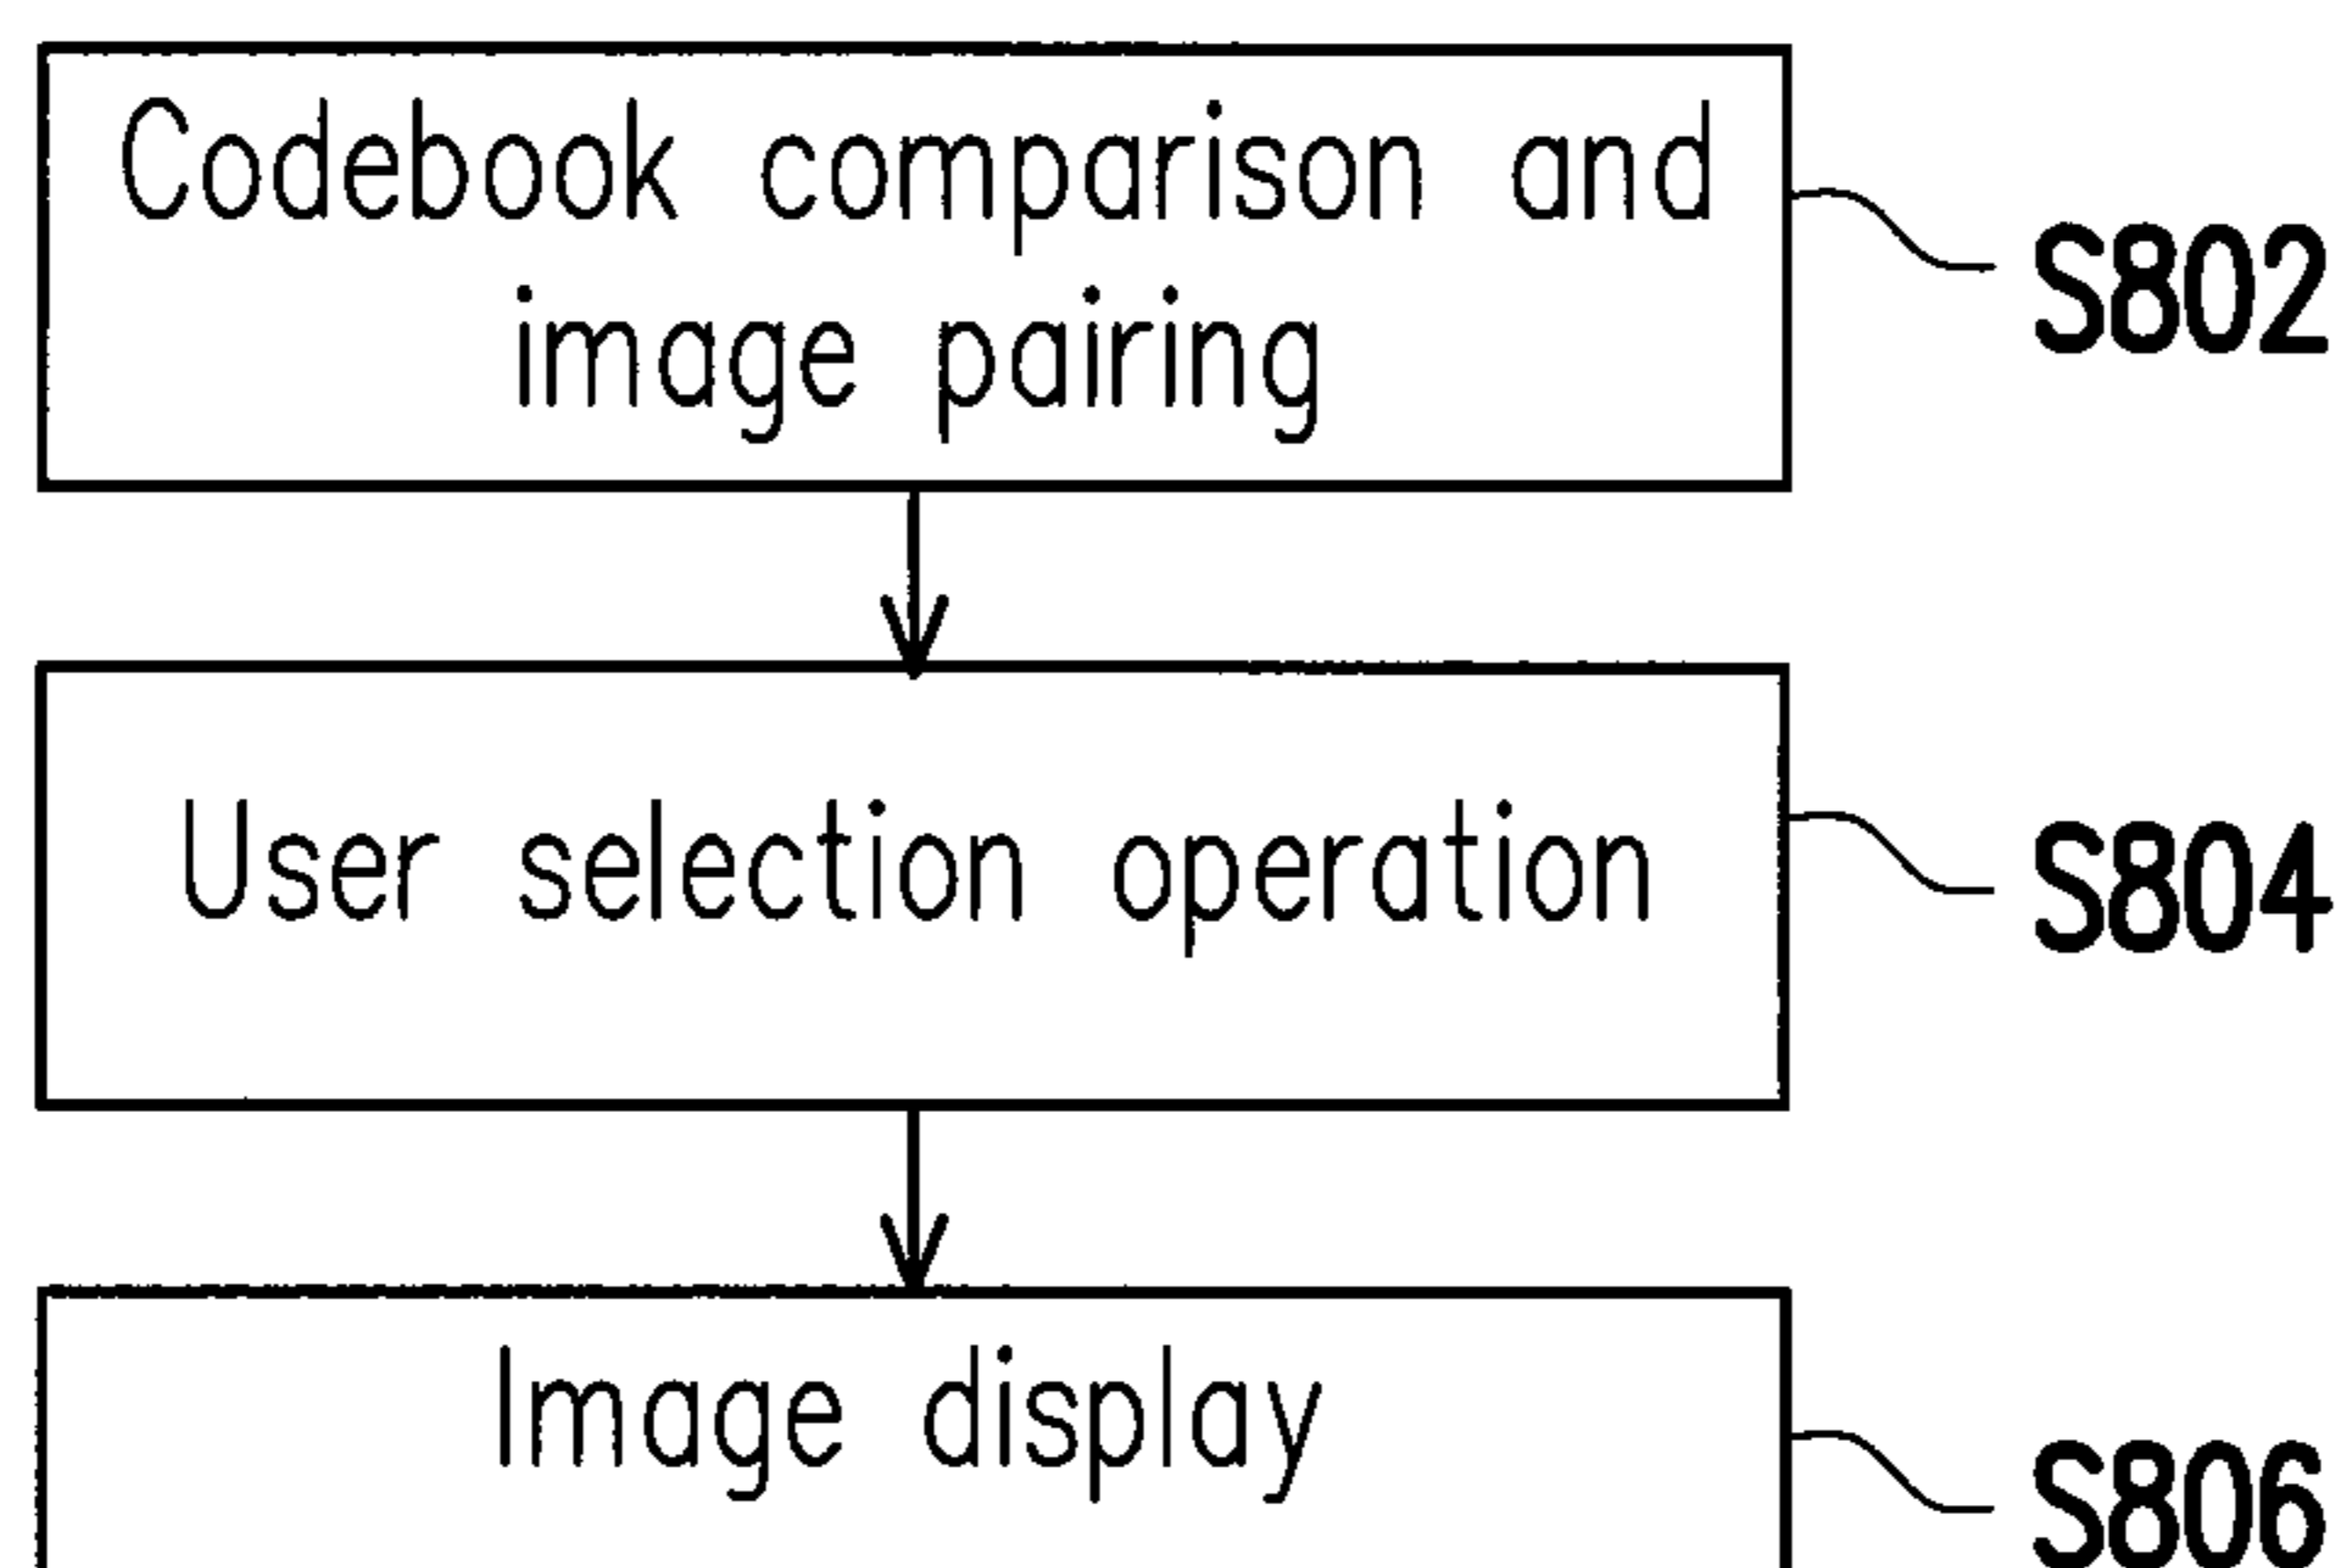 Codebook comparison and
image pairing
S802
User selection operation
S804
Image display
S806